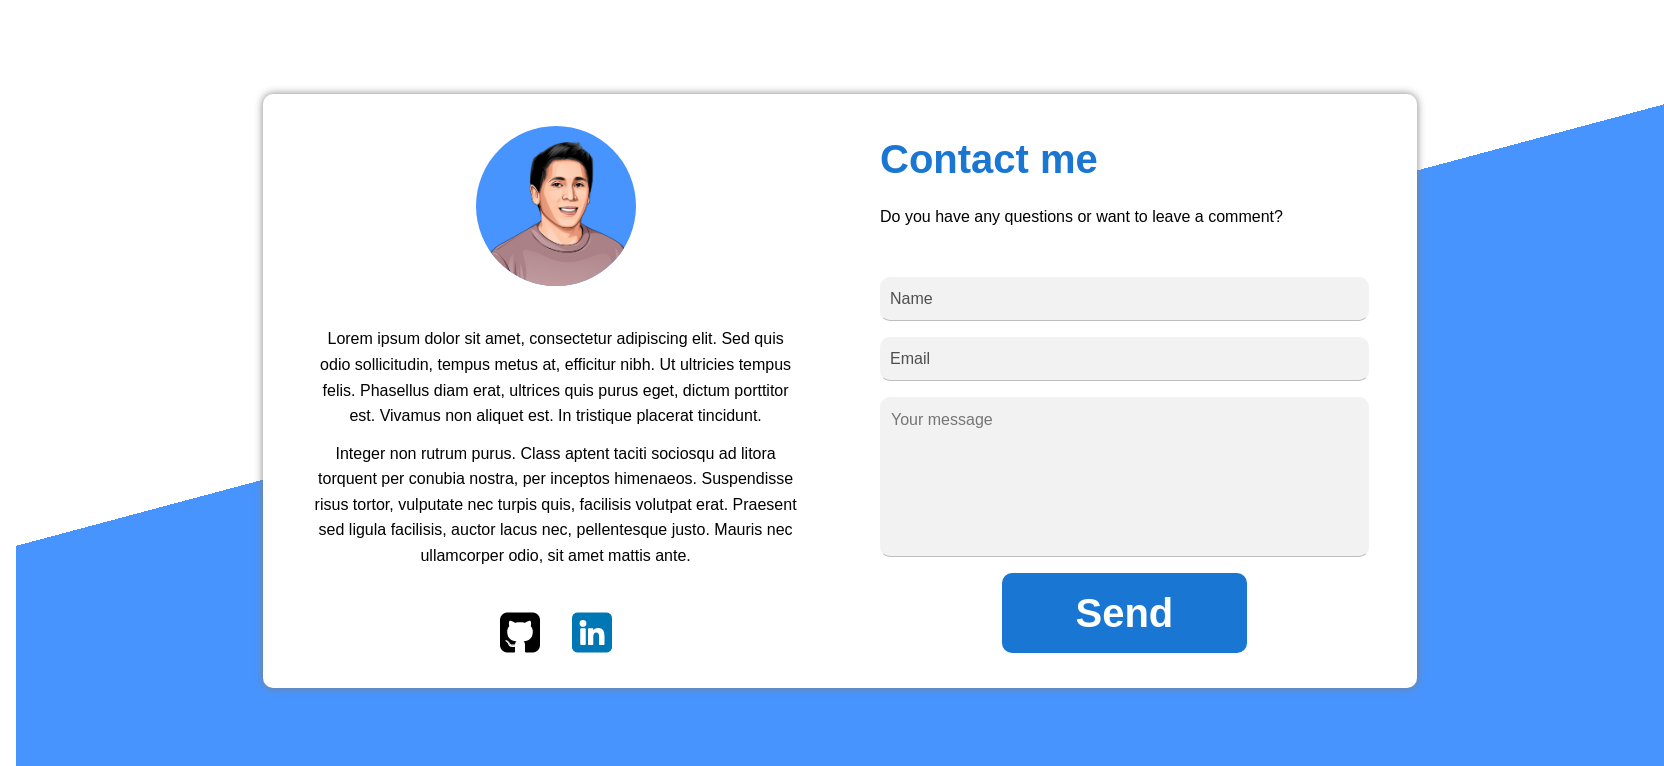 Lorem ipsum dolor sit amet, consectetur adipiscing elit. Sed quis
odio sollicitudin, tempus metus at, efficitur nibh. Ut ultricies tempus
felis. Phasellus diam erat, ultrices quis purus eget, dictum porttitor
est. Vivamus non aliquet est. In tristique placerat tincidunt.
Integer non rutrum purus. Class aptent taciti sociosqu ad litora
torquent per conubia nostra, per inceptos himenaeos. Suspendisse
risus tortor, vulputate nec turpis quis, facilisis volutpat erat. Praesent
sed ligula facilisis, auctor lacus nec, pellentesque justo. Mauris nec
ullamcorper odio, sit amet mattis ante.
in
Contact me
Do you have any questions or want to leave a comment?
Name
Email
Your message
Send